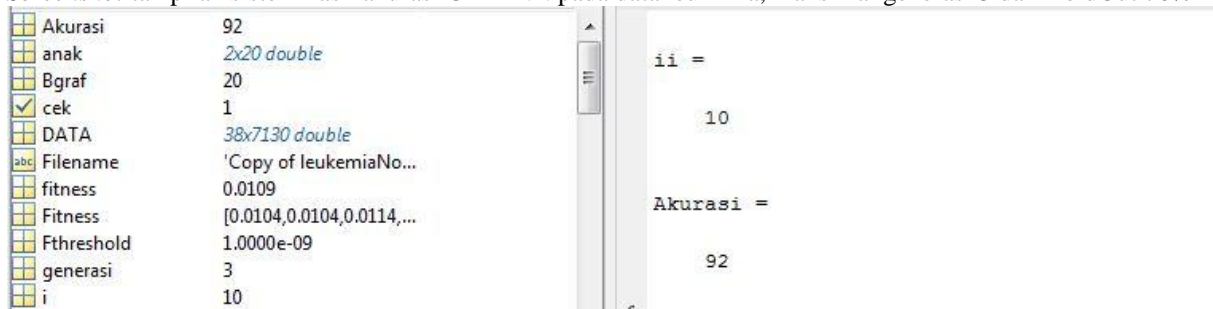 Akurasi 92
anak 2x20 double
Bgraf 20
cek 1
DATA 38x7130 double
abc Filename 'Copy of leukemiaNo...
fitness 0.0109
Fitness [0.0104,0.0104,0.0114,...
Fthreshold 1.0000e-09
generasi 3
i 10
ii =
10
Akurasi =
92